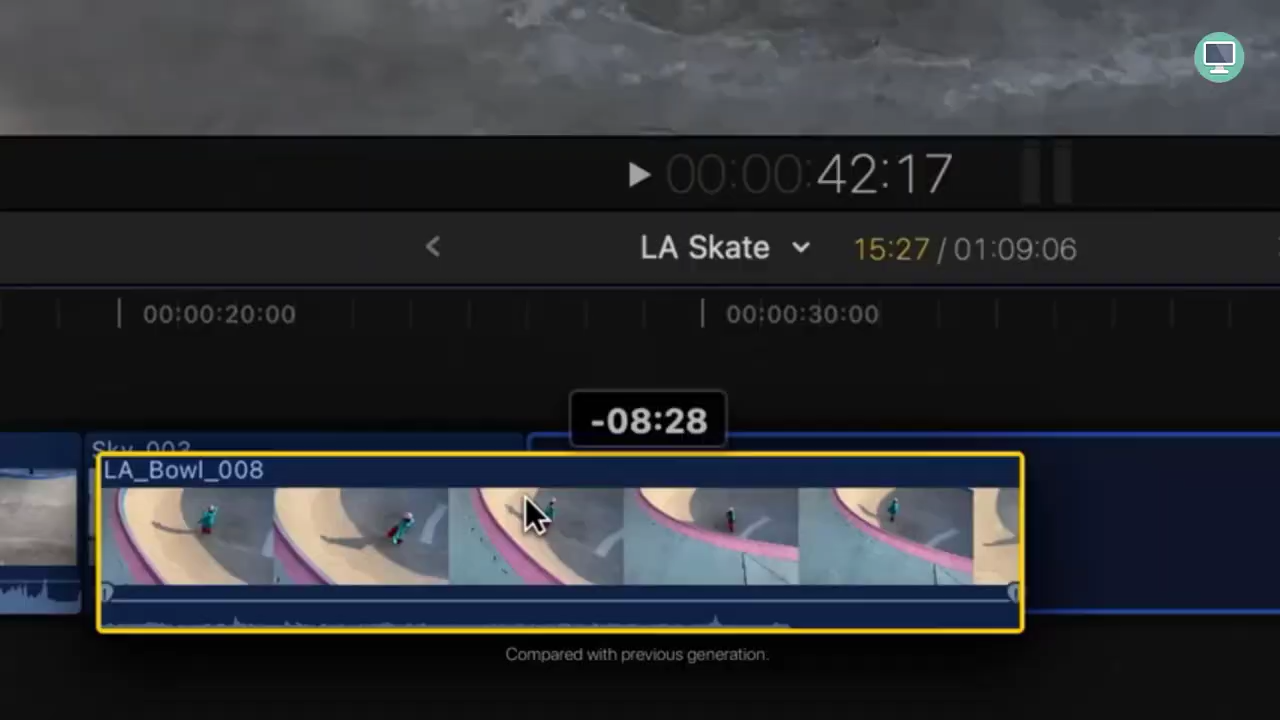 00:00:42:17
LA Skate 15:27 / 01:09:06
00:00:20:00 00:00:30:00
-08:28
Sky_003
LA_Bowl_008
Compared with previous generation.